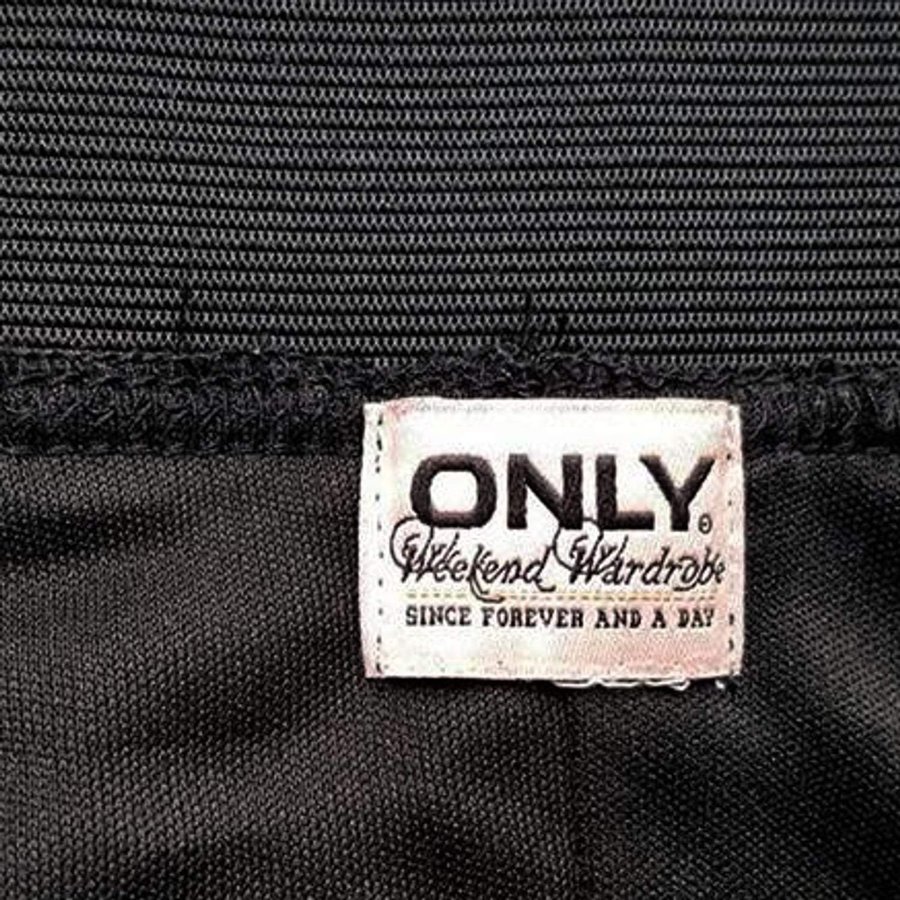 ONLY
Weekend Wardrobe
SINCE FOREVER AND A DAY